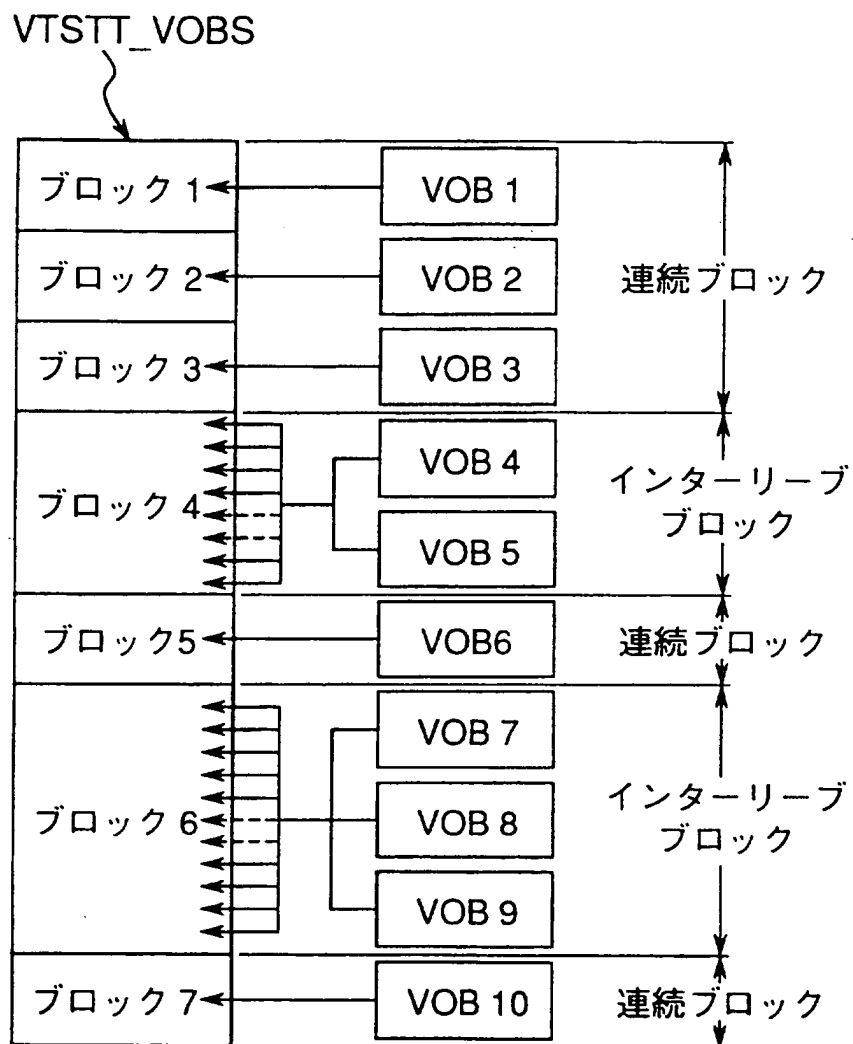 VTSTT_VOBS
ブロック 1
VOB 1
ブロック 2
VOB 2
連続ブロック
ブロック 3
VOB 3
ブロック 4
VOB 4
VOB 5
インターリーブ
ブロック
ブロック5
VOB6
連続ブロック
ブロック 6
VOB 7
VOB 8
VOB 9
インターリーブ
ブロック
ブロック 7
VOB 10
連続ブロック